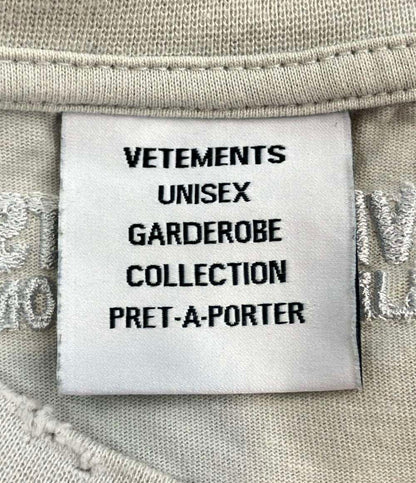 VETEMENTS
UNISEX
GARDEROBE
COLLECTION
PRET-A-PORTER